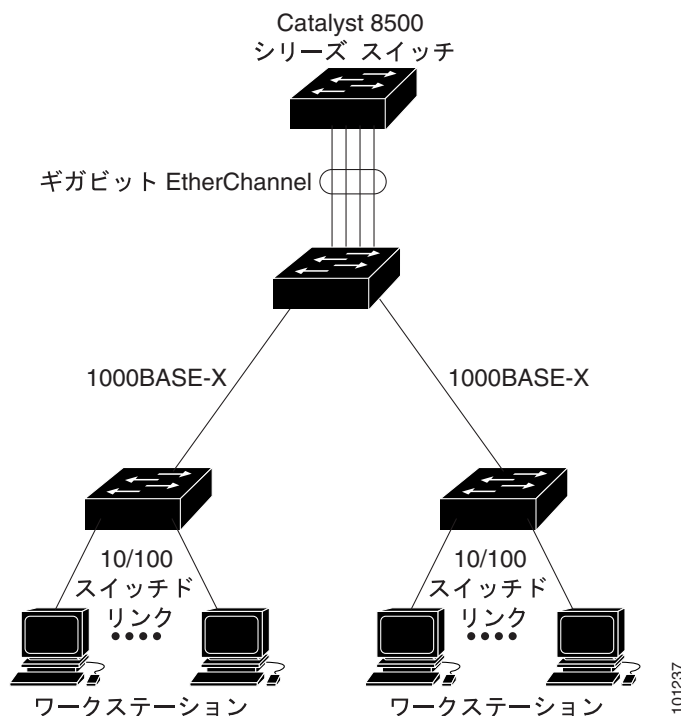 Catalyst 8500
シリーズ スイッチ
ギガビット EtherChannel
1000BASE-X
1000BASE-X
10/100
スイッチド
リンク
10/100
スイッチド
リンク
ワークステーション
ワークステーション
101237